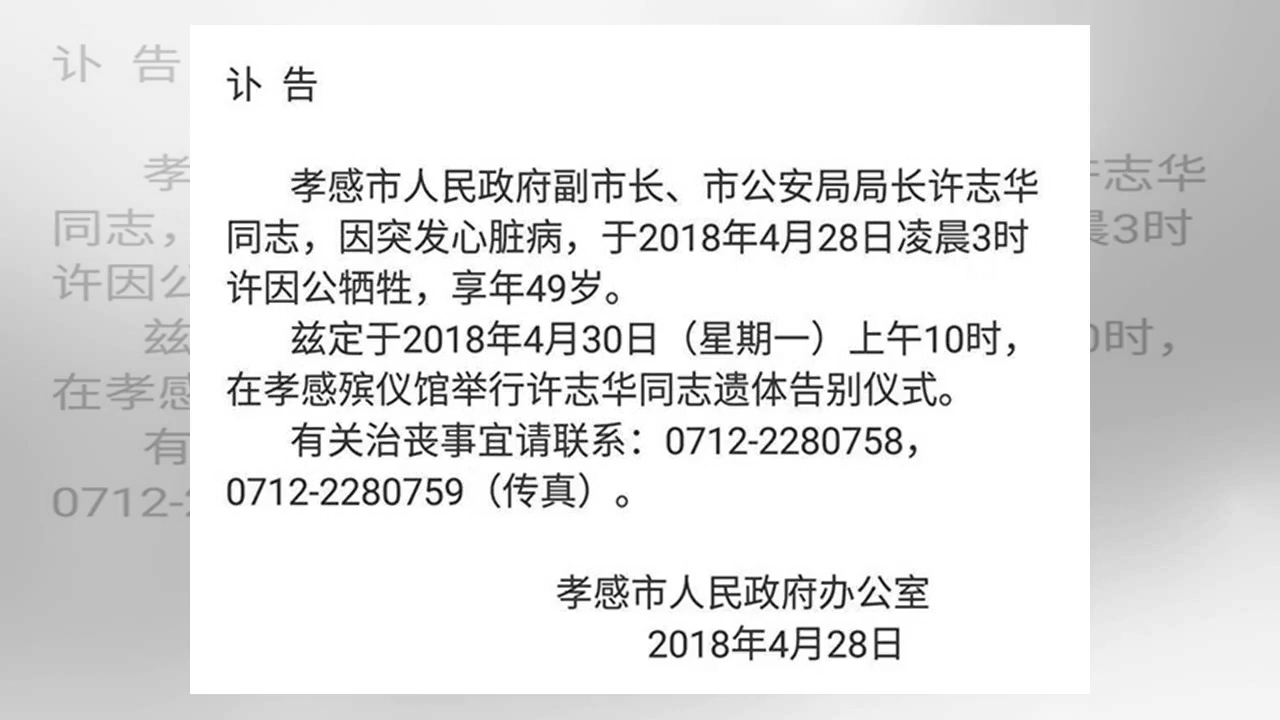 讣 告
孝感市人民政府副市长、市公安局局长许志华
同志，因突发心脏病，于2018年4月28日凌晨3时
许因公牺牲，享年49岁。
兹定于2018年4月30日（星期一）上午10时，
在孝感殡仪馆举行许志华同志遗体告别仪式。
有关治丧事宜请联系：0712-2280758，
0712-2280759（传真）。
孝感市人民政府办公室
2018年4月28日